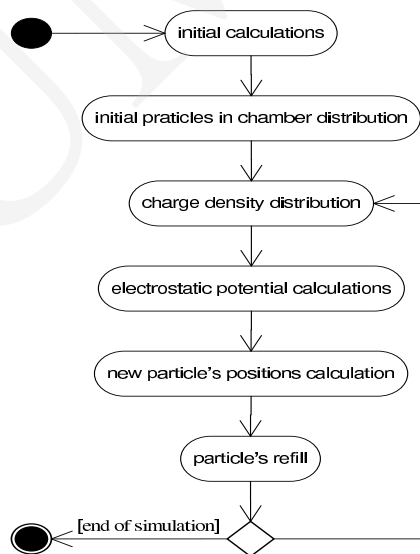 initial calculations
initial praticles in chamber distribution
charge density distribution
electrostatic potential calculations
new particle's positions calculation
particle's refill
[end of simulation]